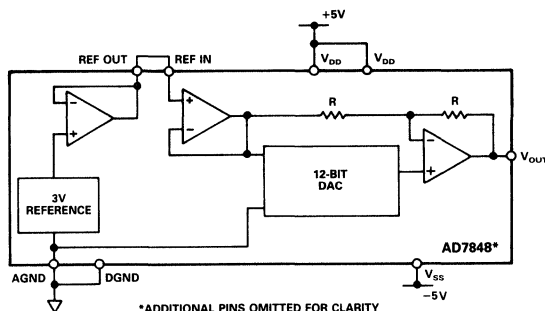 +5V
REF OUT
REF IN
VDD
VDD
R
R
-
+
+
-
-
+
3V
REFERENCE
12-BIT
DAC
VOUT
AD7848*
AGND
DGND
VSS
-5V
*ADDITIONAL PINS OMITTED FOR CLARITY